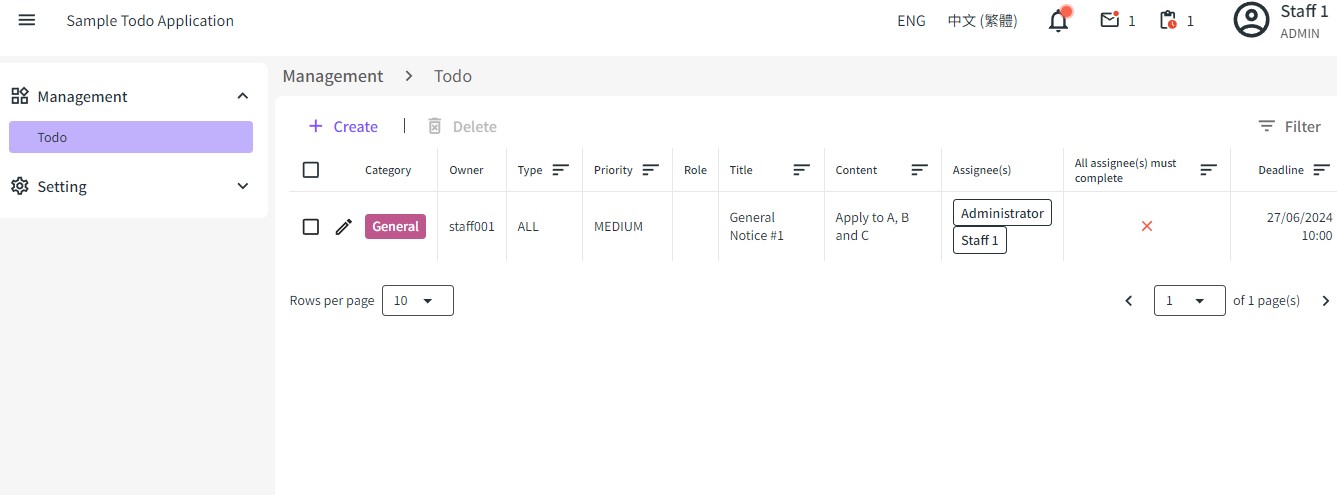 Sample Todo Application
ENG
中文 (繁體)
1
1
Staff 1
ADMIN
Management
Todo
Setting
Management
Todo
Create
Delete
Filter
Category
Owner
Type
Priority
Role
Title
Content
Assignee(s)
All assignee(s) must
complete
Deadline
General
staff001
ALL
MEDIUM
General
Notice #1
Apply to A, B
and C
Administrator
Staff 1
27/06/2024
10:00
Rows per page
10
1
of 1 page(s)